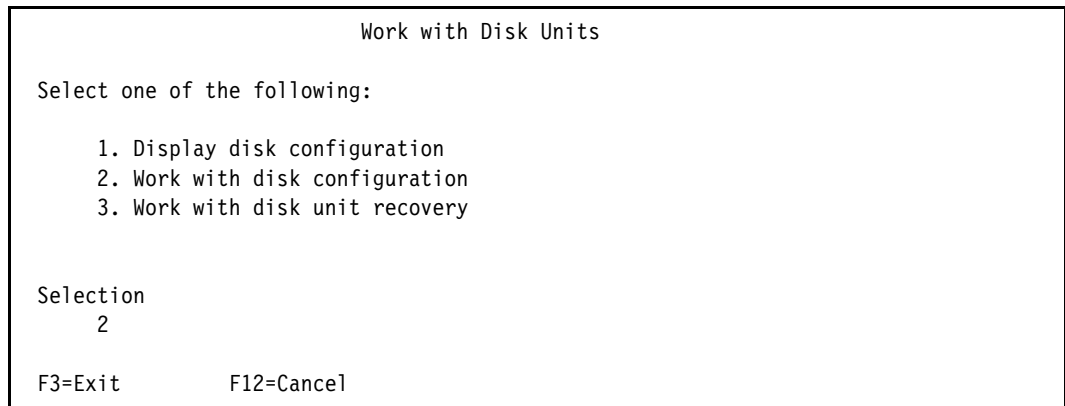 Work with Disk Units
Select one of the following:
1. Display disk configuration
2. Work with disk configuration
3. Work with disk unit recovery
Selection
2
F3=Exit F12=Cancel